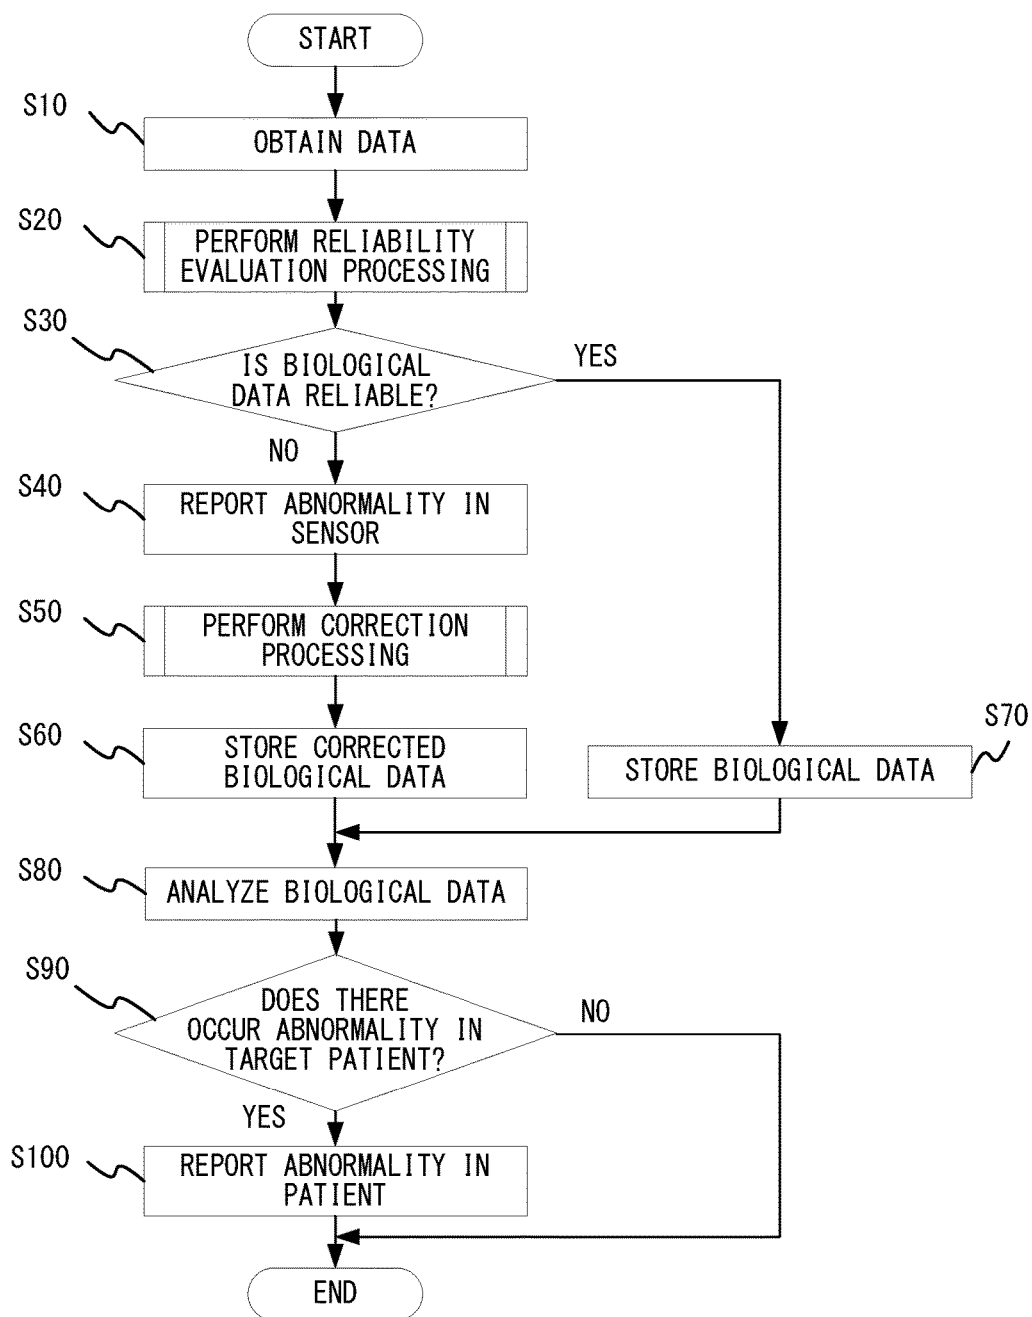 START
S10
OBTAIN DATA
S20
PERFORM RELIABILITY
EVALUATION PROCESSING
S30
IS BIOLOGICAL
DATA RELIABLE?
YES
NO
S40
REPORT ABNORMALITY IN
SENSOR
S50
PERFORM CORRECTION
PROCESSING
S60
STORE CORRECTED
BIOLOGICAL DATA
S70
STORE BIOLOGICAL DATA
S80
ANALYZE BIOLOGICAL DATA
S90
DOES THERE
OCCUR ABNORMALITY IN
TARGET PATIENT?
NO
YES
S100
REPORT ABNORMALITY IN
PATIENT
END